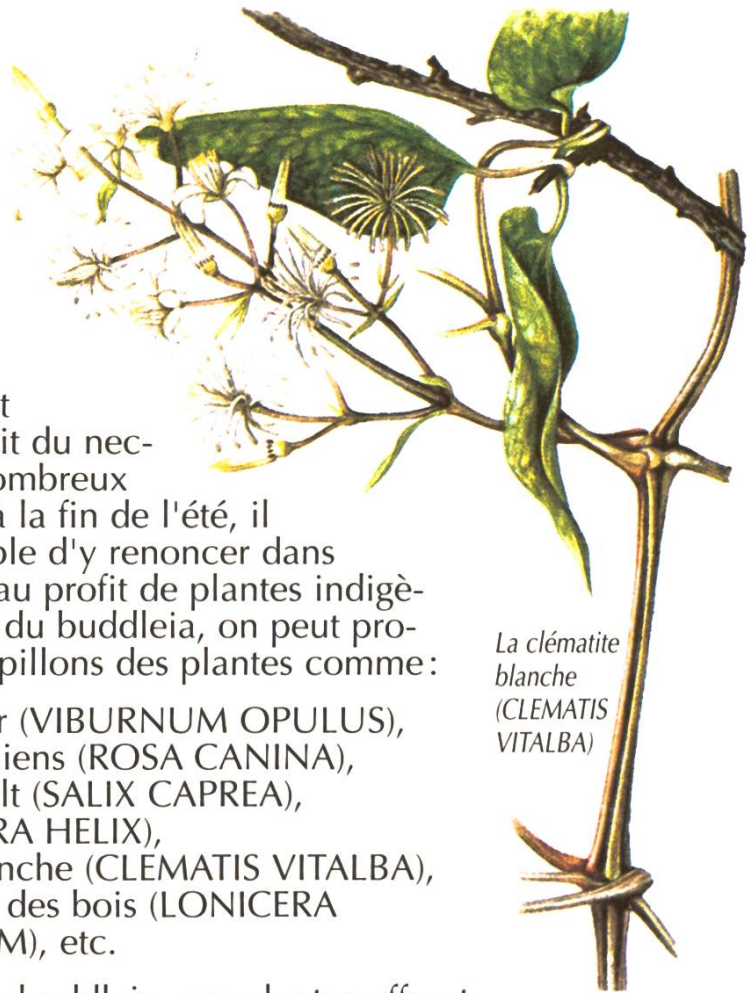 t
it du nec-
ombreux
à la fin de l'été, il
ble d'y renoncer dans
au profit de plantes indigè-
du buddleia, on peut pro-
pillons des plantes comme:
r (VIBURNUM OPULUS),
iens (ROSA CANINA),
lt (SALIX CAPREA),
RA HELIX),
nche (CLEMATIS VITALBA),
des bois (LONICERA
M), etc.
La clématite
blanche
(CLEMATIS
VITALBA)